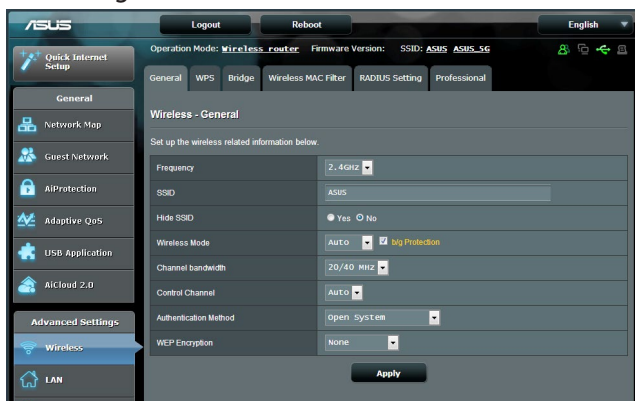 ASUS Logout Reboot English
Quick Internet Setup
Operation Mode: Wireless router Firmware Version: SSID: ASUS ASUS_5G
General WPS Bridge Wireless MAC Filter RADIUS Setting Professional
General
Network Map
Guest Network
AiProtection
Adaptive QoS
USB Application
AiCloud 2.0
Advanced Settings
Wireless
LAN
Wireless - General
Set up the wireless related information below.
Frequency 2.4GHz
SSID ASUS
Hide SSID Yes No
Wireless Mode Auto b/g Protection
Channel bandwidth 20/40 MHz
Control Channel Auto
Authentication Method Open System
WEP Encryption None
Apply